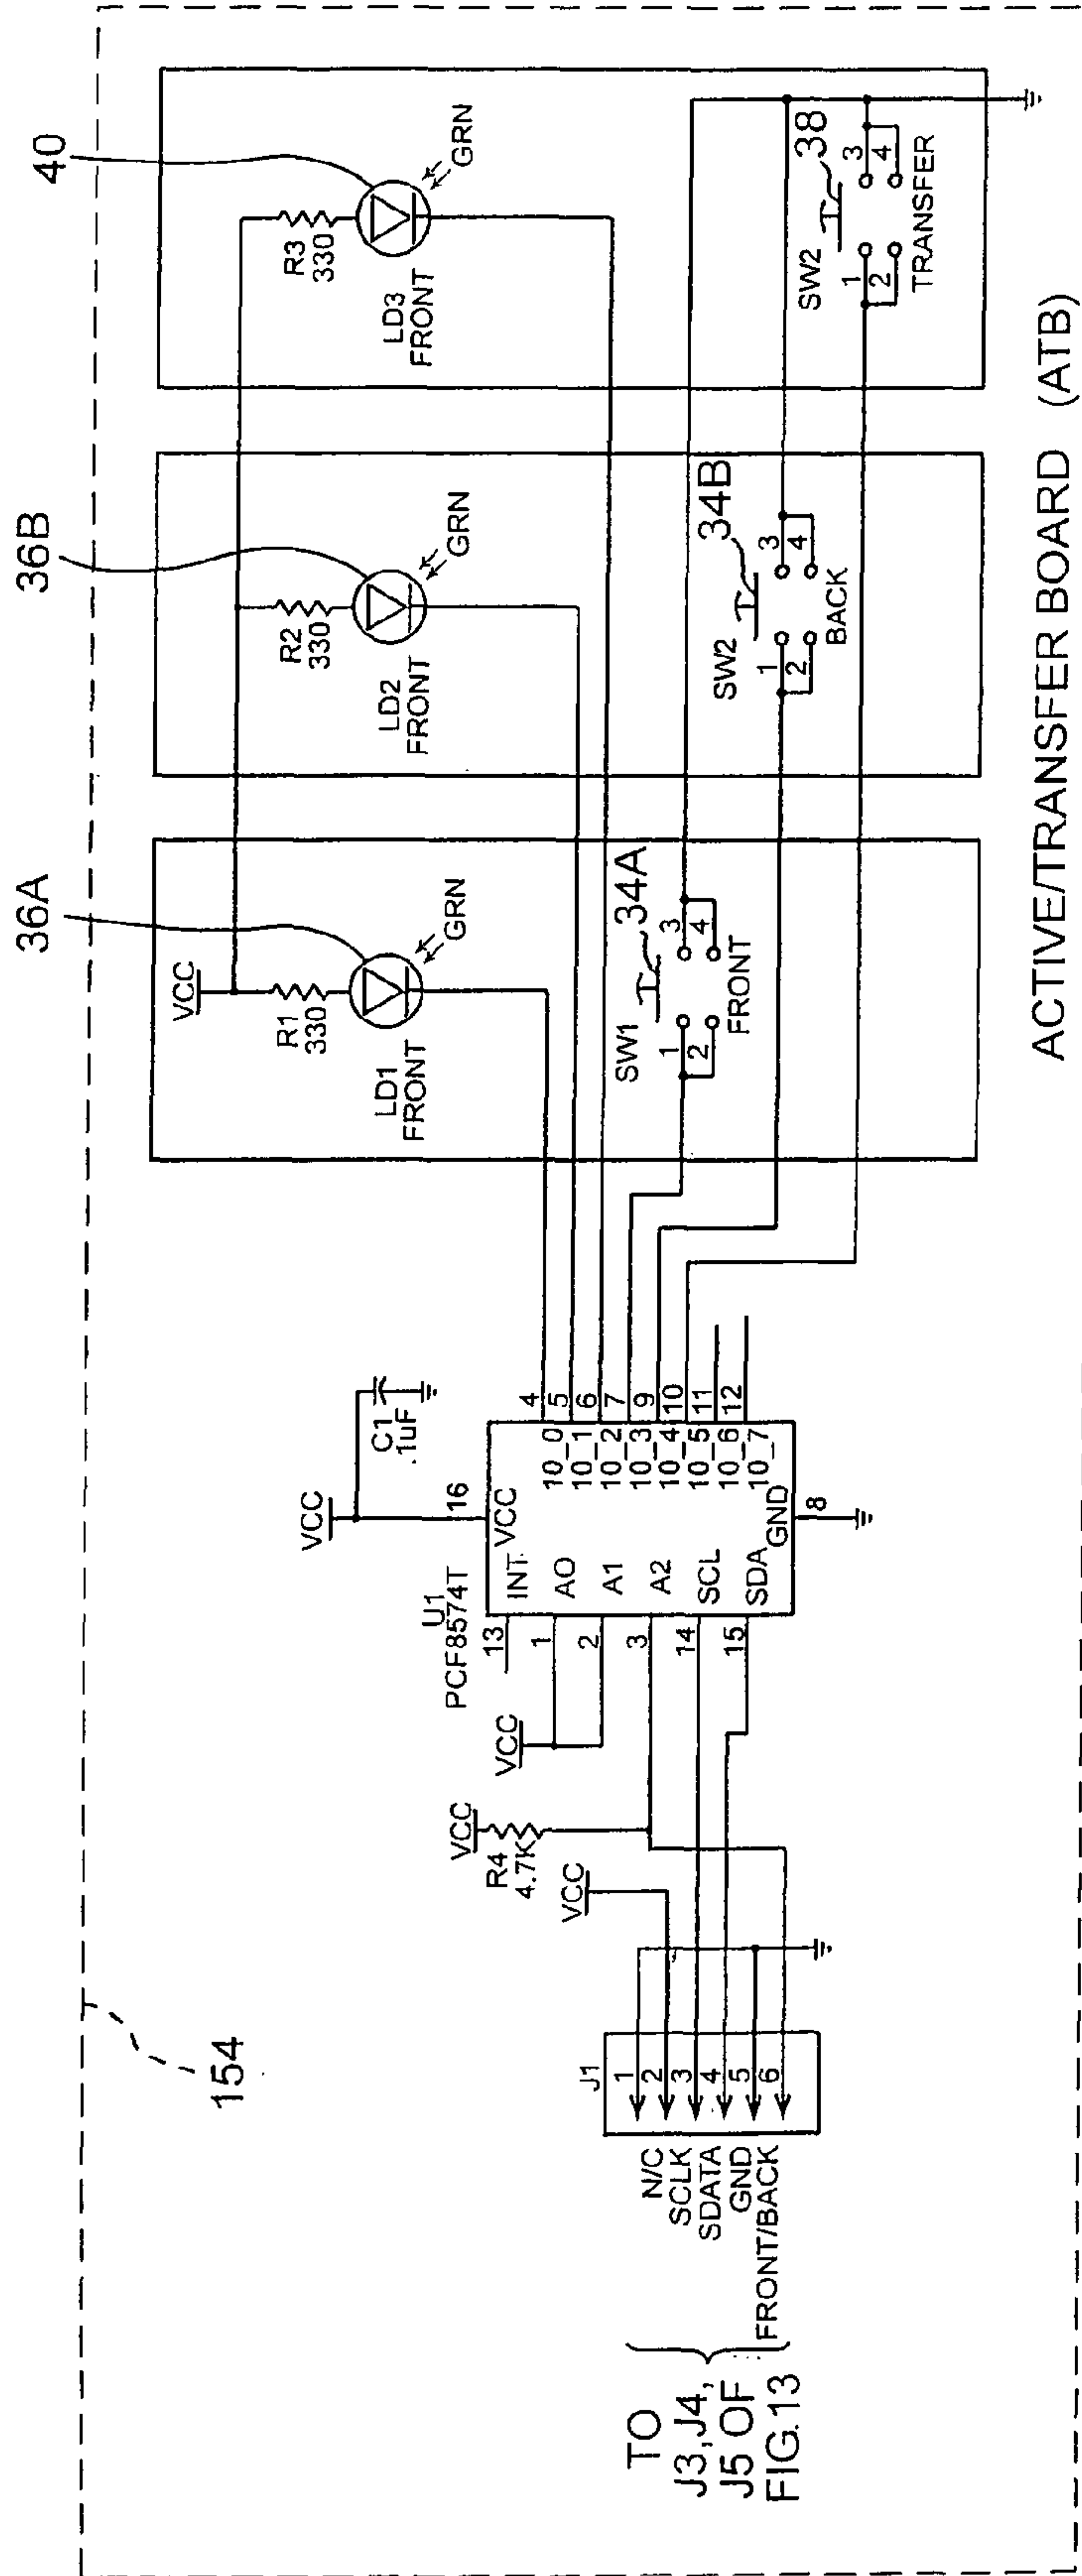 154
36A
36B
40
TO
J3,J4,
J5 OF
FIG.13
J1
N/C
SCLK
SDATA
GND
FRONT/BACK
1
2
3
4
5
6
VCC
VCC
R4
4.7K
VCC
U1
PCF8574T
13
1
2
3
14
15
INT
AO
A1
A2
SCL
SDA
VCC
16
VCC
C1
.1uF
GND
8
10_0
10_1
10_2
10_3
10_4
10_5
10_6
10_7
4
5
6
7
9
10
11
12
VCC
R1
330
LD1
FRONT
GRN
SW1
34A
1
2
3
4
FRONT
R2
330
LD2
FRONT
GRN
SW2
34B
1
2
3
4
BACK
R3
330
LD3
FRONT
GRN
SW2
38
1
2
3
4
TRANSFER
ACTIVE/TRANSFER BOARD (ATB)